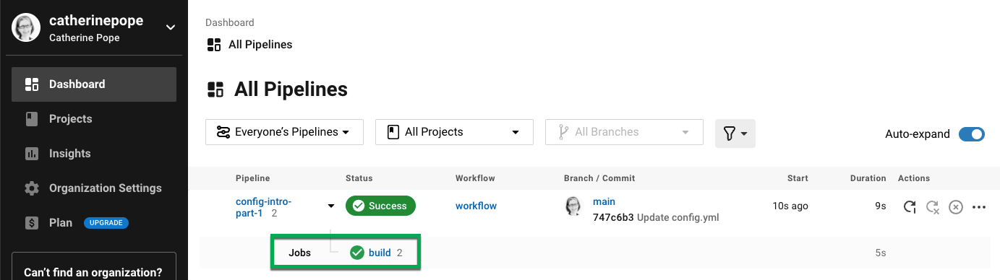 catherinepope
Catherine Pope
Dashboard
Projects
Insights
Organization Settings
Plan UPGRADE
Can't find an organization?
Dashboard
All Pipelines
All Pipelines
Everyone's Pipelines All Projects All Branches Auto-expand
Pipeline Status Workflow Branch / Commit Start Duration Actions
config-intro- Success workflow main 10s ago 9s
part-1 2 747c6b3 Update config.yml
Jobs build 2 5s